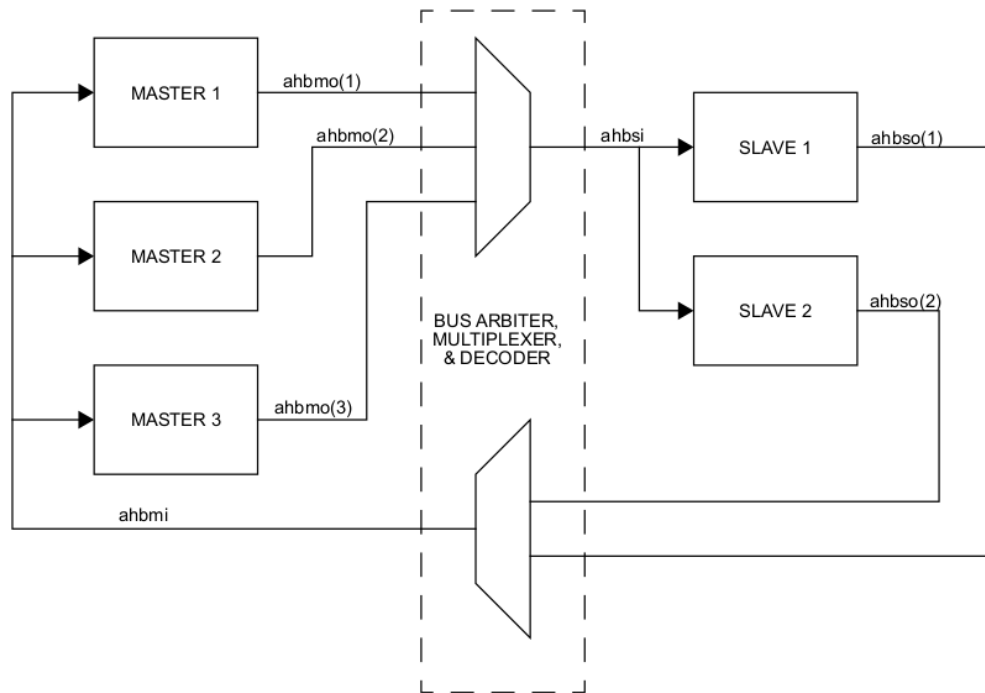 MASTER 1
ahbmo(1)
ahbmo(2)
ahbsi
SLAVE 1
ahbso(1)
MASTER 2
SLAVE 2
ahbso(2)
BUS ARBITER,
MULTIPLEXER,
& DECODER
MASTER 3
ahbmo(3)
ahbmi